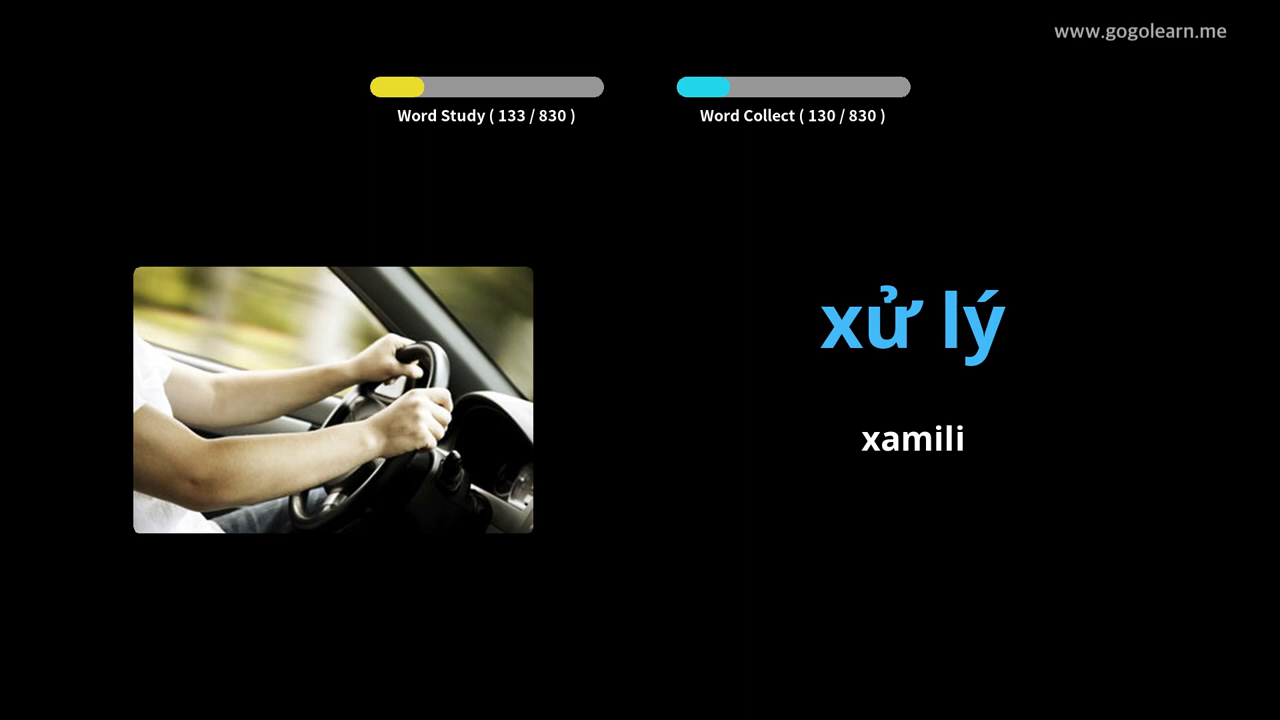 www.gogolearn.me
Word Study ( 133 / 830 )
Word Collect ( 130 / 830 )
xử lý
xamili